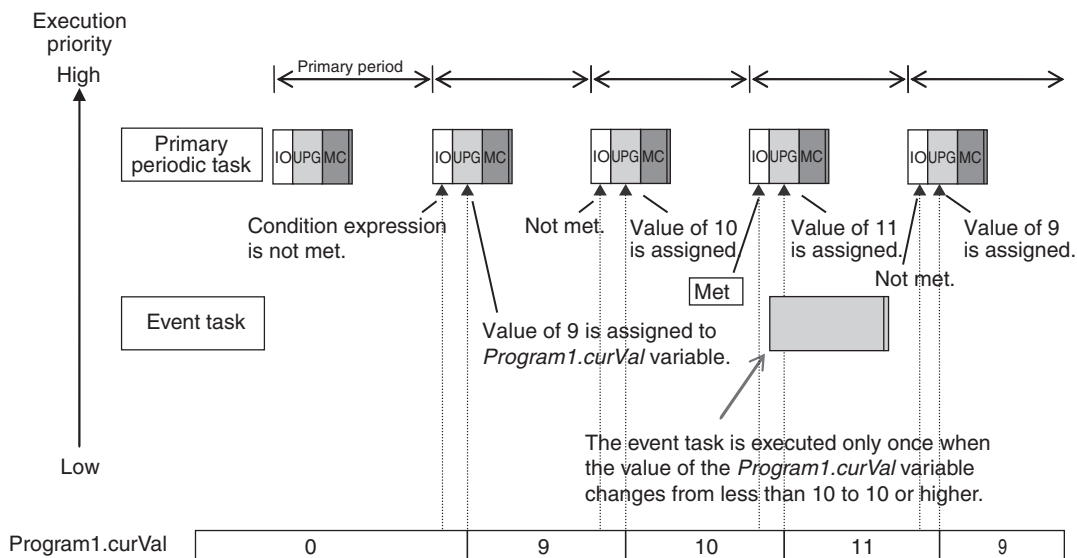 Execution
priority
High
Primary period
Primary
periodic task
IO UPG MC
IO UPG MC
IO UPG MC
IO UPG MC
IO UPG MC
Condition expression
is not met.
Not met.
Value of 10
is assigned.
Value of 11
is assigned.
Not met.
Value of 9
is assigned.
Met
Event task
Value of 9 is assigned to
Program1.curVal variable.
The event task is executed only once when
the value of the Program1.curVal variable
changes from less than 10 to 10 or higher.
Low
Program1.curVal 0 9 10 11 9